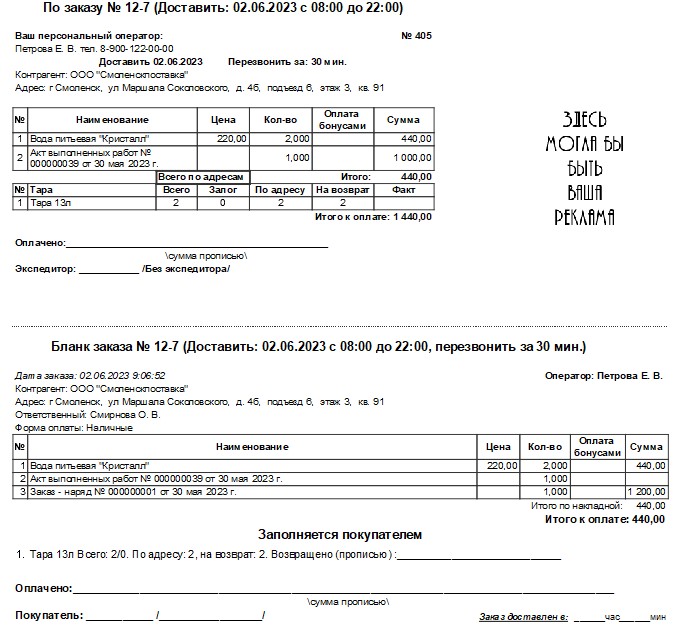 По заказу № 12-7 (Доставить: 02.06.2023 с 08:00 до 22:00)
Ваш персональный оператор: № 405
Петрова Е. В. тел. 8-900-122-00-00
Доставить 02.06.2023 Перезвонить за: 30 мин.
Контрагент: ООО "Смоленскпоставка"
Адрес: г Смоленск, ул Маршала Соколовского, д. 4б, подъезд 6, этаж 3, кв. 91
№ Наименование Цена Кол-во Оплата бонусами Сумма
1 Вода питьевая "Кристалл" 220,00 2,000 440,00
2 Акт выполненных работ № 000000039 от 30 мая 2023 г. 1,000 1 000,00
Всего по адресам Итого: 440,00
№ Тара Всего Залог По адресу На возврат Факт
1 Тара 13л 2 0 2 2
Итого к оплате: 1 440,00
Оплачено:
\сумма прописью\
Экспедитор: ____________ /Без экспедитора/
ЗДЕСЬ
МОГЛА БЫ
БЫТЬ
ВАША
РЕКЛАМА
Бланк заказа № 12-7 (Доставить: 02.06.2023 с 08:00 до 22:00, перезвонить за 30 мин.)
Дата заказа: 02.06.2023 9:06:52 Оператор: Петрова Е. В.
Контрагент: ООО "Смоленскпоставка"
Адрес: г Смоленск, ул Маршала Соколовского, д. 4б, подъезд 6, этаж 3, кв. 91
Ответственный: Смирнова О. В.
Форма оплаты: Наличные
№ Наименование Цена Кол-во Оплата бонусами Сумма
1 Вода питьевая "Кристалл" 220,00 2,000 440,00
2 Акт выполненных работ № 000000039 от 30 мая 2023 г. 1,000
3 Заказ - наряд № 000000001 от 30 мая 2023 г. 1,000 1 200,00
Итого по накладной: 440,00
Итого к оплате: 440,00
Заполняется покупателем
1. Тара 13л Всего: 2/0. По адресу: 2, на возврат: 2. Возвращено (прописью) :____________
Оплачено:
\сумма прописью\
Покупатель: ____________ /____________/ Заказ доставлен в: ______час______мин